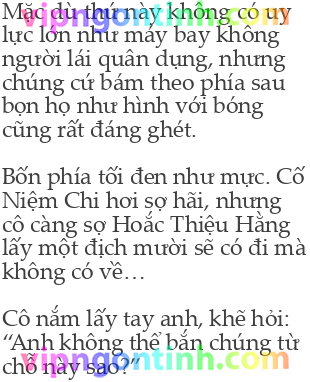 Mặc dù thứ này không có uy
vipngontinh.com
lực lớn như máy bay không
người lái quân dụng, nhưng
chúng cứ bám theo phía sau
bọn họ như hình với bóng
cũng rất đáng ghét.
Bốn phía tối đen như mực. Cố
Niệm Chi hơi sợ hãi, nhưng
cô càng sợ Hoắc Thiệu Hằng
lấy một địch mười sẽ có đi mà
không có về…
Cô nắm lấy tay anh, khẽ hỏi:
“Anh không thể bắn chúng từ
chỗ này sao?”
vipngontinh.com